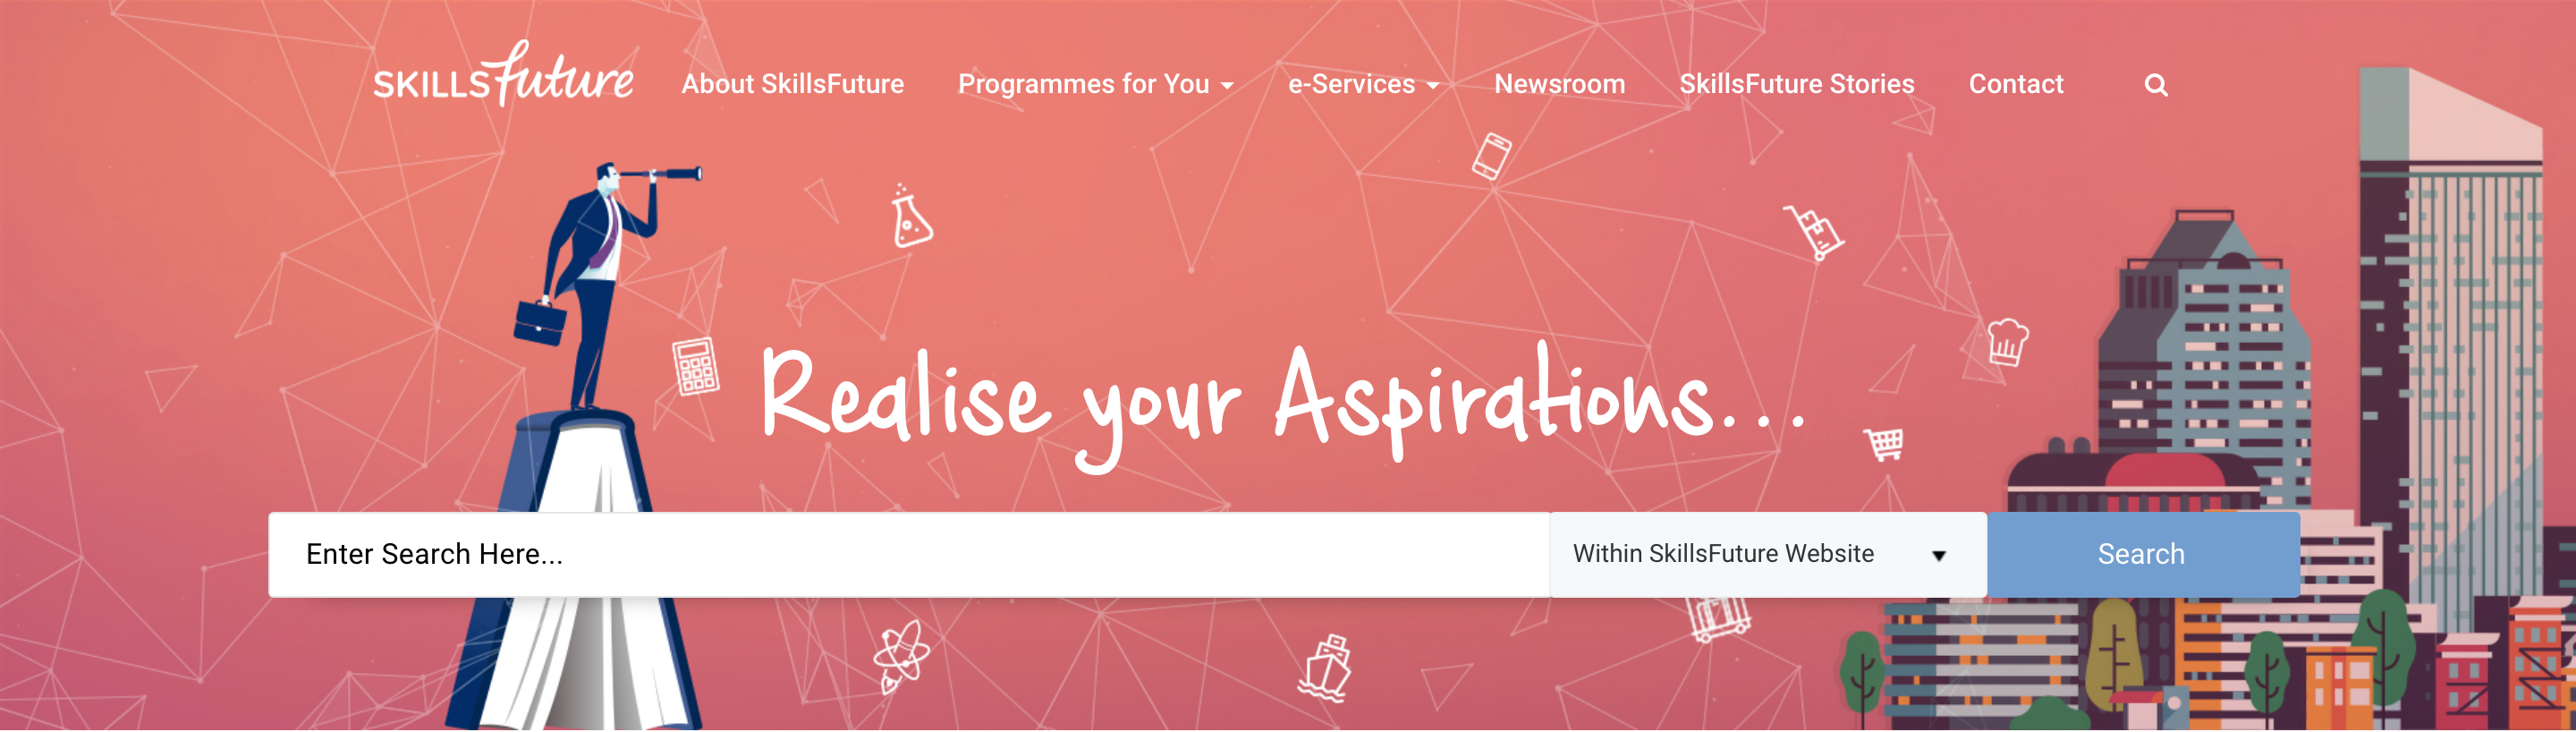 SKILLSfuture About SkillsFuture Programmes for You e-Services Newsroom SkillsFuture Stories Contact
Realise your Aspirations...
Enter Search Here... Within SkillsFuture Website Search